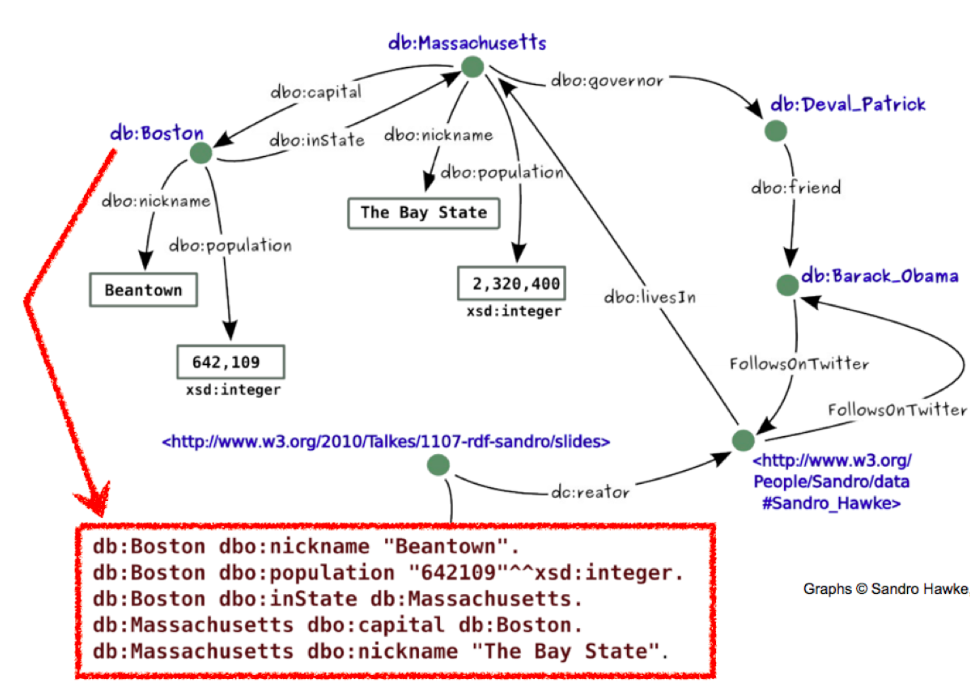 db:Massachusetts
dbo:capital
dbo:governor
db:Deval_Patrick
db:Boston
dbo:inState
dbo:nickname
dbo:population
dbo:friend
dbo:nickname
The Bay State
dbo:population
Beantown
2,320,400
xsd:integer
db:Barack_Obama
dbo:livesIn
642,109
xsd:integer
FollowsOnTwitter
FollowsOnTwitter
<http://www.w3.org/2010/Talkes/1107-rdf-sandro/slides>
<http://www.w3.org/
People/Sandro/data
#Sandro_Hawke>
dc:reator
db:Boston dbo:nickname "Beantown".
db:Boston dbo:population "642109"^^xsd:integer.
db:Boston dbo:inState db:Massachusetts.
db:Massachusetts dbo:capital db:Boston.
db:Massachusetts dbo:nickname "The Bay State".
Graphs © Sandro Hawke